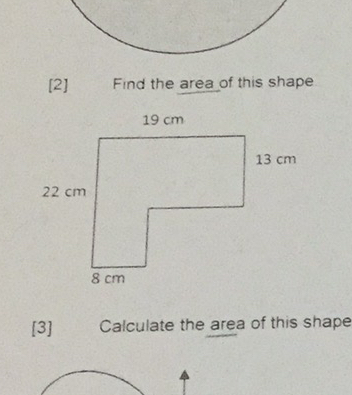 [2] Find the area of this shape
19 cm
13 cm
22 cm
8 cm
[3] Calculate the area of this shape